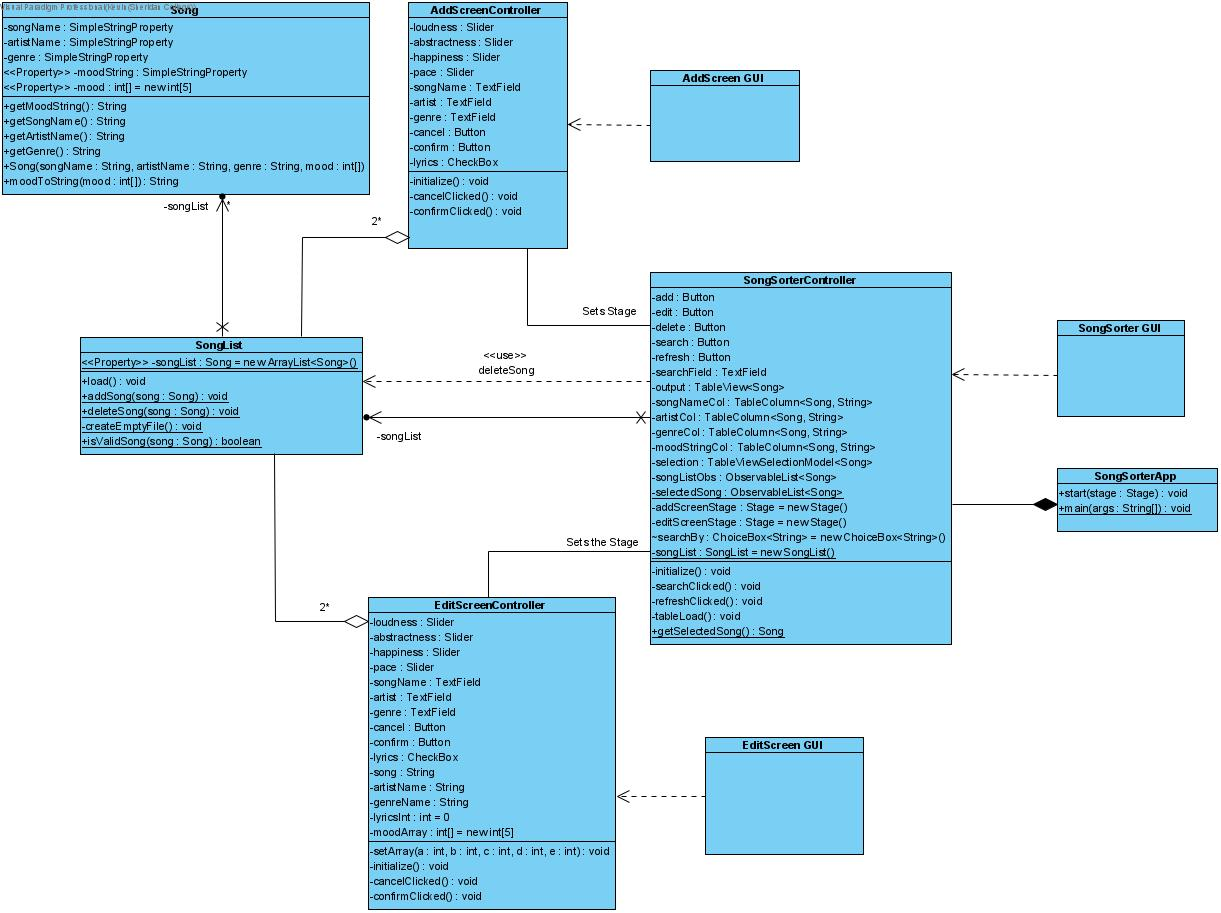 Visual Paradigm Professional(kevin(Sheridan College))
Song
-songName : SimpleStringProperty
-artistName : SimpleStringProperty
-genre : SimpleStringProperty
<<Property>> -moodString : SimpleStringProperty
<<Property>> -mood : int[] = new int[5]
+getMoodString() : String
+getSongName() : String
+getArtistName() : String
+getGenre() : String
+Song(songName : String, artistName : String, genre : String, mood : int[])
+moodToString(mood : int[]) : String
AddScreenController
-loudness : Slider
-abstractness : Slider
-happiness : Slider
-pace : Slider
-songName : TextField
-artist : TextField
-genre : TextField
-cancel : Button
-confirm : Button
-lyrics : CheckBox
-initialize() : void
-cancelClicked() : void
-confirmClicked() : void
AddScreen GUI
-songList
*
2*
Sets Stage
SongList
<<Property>> -songList : Song = new ArrayList<Song>()
+load() : void
+addSong(song : Song) : void
+deleteSong(song : Song) : void
-createEmptyFile() : void
+isValidSong(song : Song) : boolean
<<use>>
deleteSong
-songList
SongSorterController
-add : Button
-edit : Button
-delete : Button
-search : Button
-refresh : Button
-searchField : TextField
-output : TableView<Song>
-songNameCol : TableColumn<Song, String>
-artistCol : TableColumn<Song, String>
-genreCol : TableColumn<Song, String>
-moodStringCol : TableColumn<Song, String>
-selection : TableViewSelectionModel<Song>
-songListObs : ObservableList<Song>
-selectedSong : ObservableList<Song>
-addScreenStage : Stage = new Stage()
-editScreenStage : Stage = new Stage()
~searchBy : ChoiceBox<String> = new ChoiceBox<String>()
-songList : SongList = new SongList()
-initialize() : void
-searchClicked() : void
-refreshClicked() : void
-tableLoad() : void
+getSelectedSong() : Song
SongSorter GUI
SongSorterApp
+start(stage : Stage) : void
+main(args : String[]) : void
Sets the Stage
2*
EditScreenController
-loudness : Slider
-abstractness : Slider
-happiness : Slider
-pace : Slider
-songName : TextField
-artist : TextField
-genre : TextField
-cancel : Button
-confirm : Button
-lyrics : CheckBox
-song : String
-artistName : String
-genreName : String
-lyricsInt : int = 0
-moodArray : int[] = new int[5]
-setArray(a : int, b : int, c : int, d : int, e : int) : void
-initialize() : void
-cancelClicked() : void
-confirmClicked() : void
EditScreen GUI